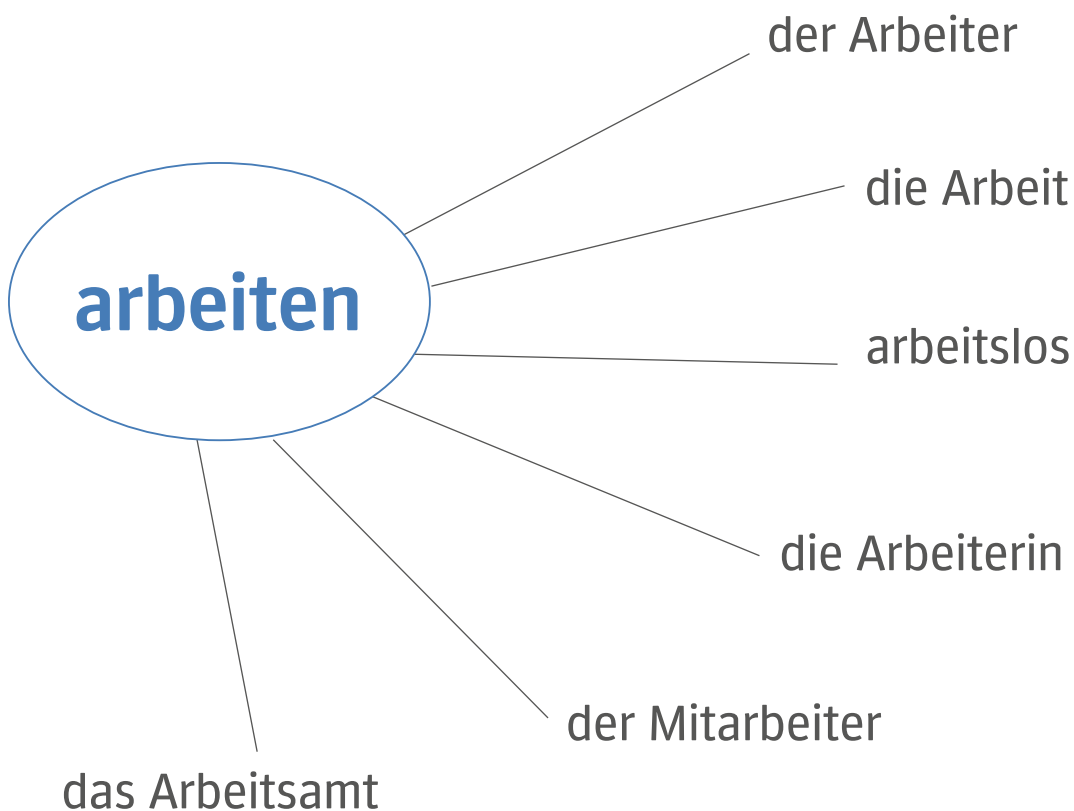 der Arbeiter
die Arbeit
arbeiten
arbeitslos
die Arbeiterin
der Mitarbeiter
das Arbeitsamt